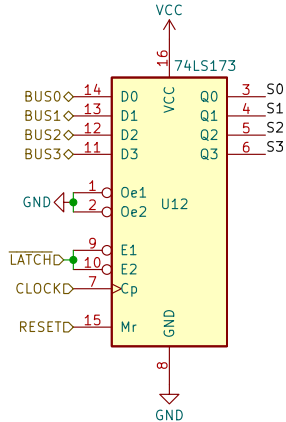 VCC
16
74LS173
BUS0 14 D0 VCC Q0 3 S0
BUS1 13 D1 Q1 4 S1
BUS2 12 D2 Q2 5 S2
BUS3 11 D3 Q3 6 S3
1 Oe1
GND U12
2 Oe2
9 E1
LATCH
10 E2
CLOCK 7 Cp
RESET 15 Mr GND
8
GND